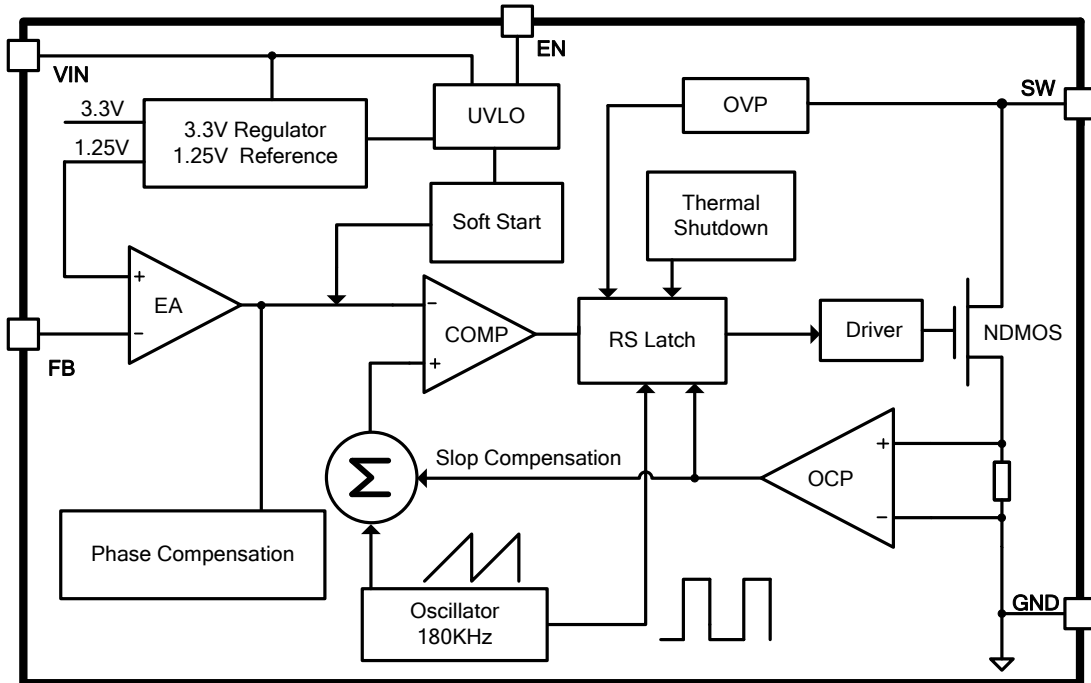 EN
VIN
SW
3.3V
3.3V Regulator
1.25V Reference
1.25V
UVLO
OVP
Soft Start
Thermal
Shutdown
+
EA
-
FB
-
COMP
+
RS Latch
Driver
NDMOS
Σ
Slop Compensation
+
OCP
-
Phase Compensation
Oscillator
180KHz
GND